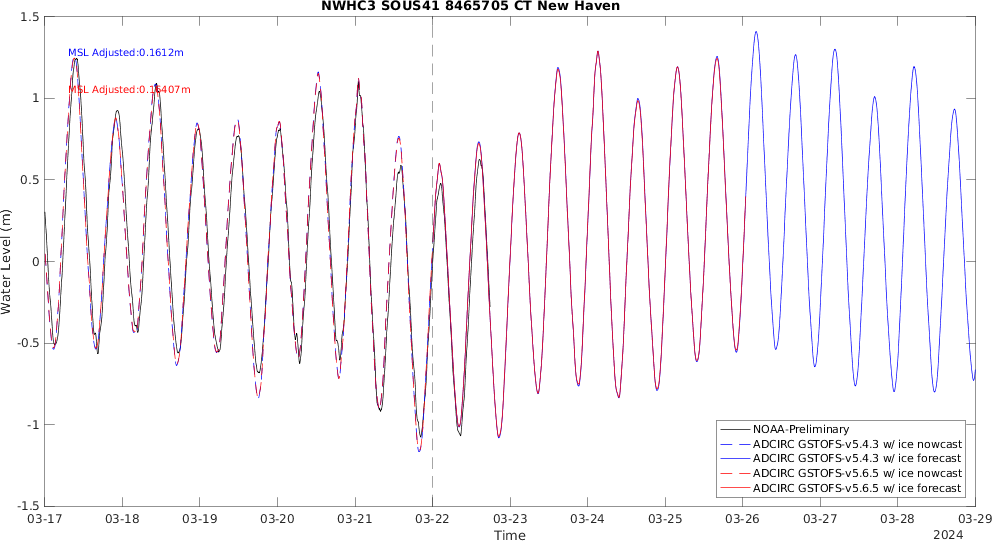 NWHC3 SOUS41 8465705 CT New Haven
1.5
1
0.5
0
-0.5
-1
-1.5
Water Level (m)
MSL Adjusted:0.1612m
MSL Adjusted:0.16407m
NOAA-Preliminary
ADCIRC GSTOFS-v5.4.3 w/ ice nowcast
ADCIRC GSTOFS-v5.4.3 w/ ice forecast
ADCIRC GSTOFS-v5.6.5 w/ ice nowcast
ADCIRC GSTOFS-v5.6.5 w/ ice forecast
03-17 03-18 03-19 03-20 03-21 03-22 03-23 03-24 03-25 03-26 03-27 03-28 03-29
Time
2024